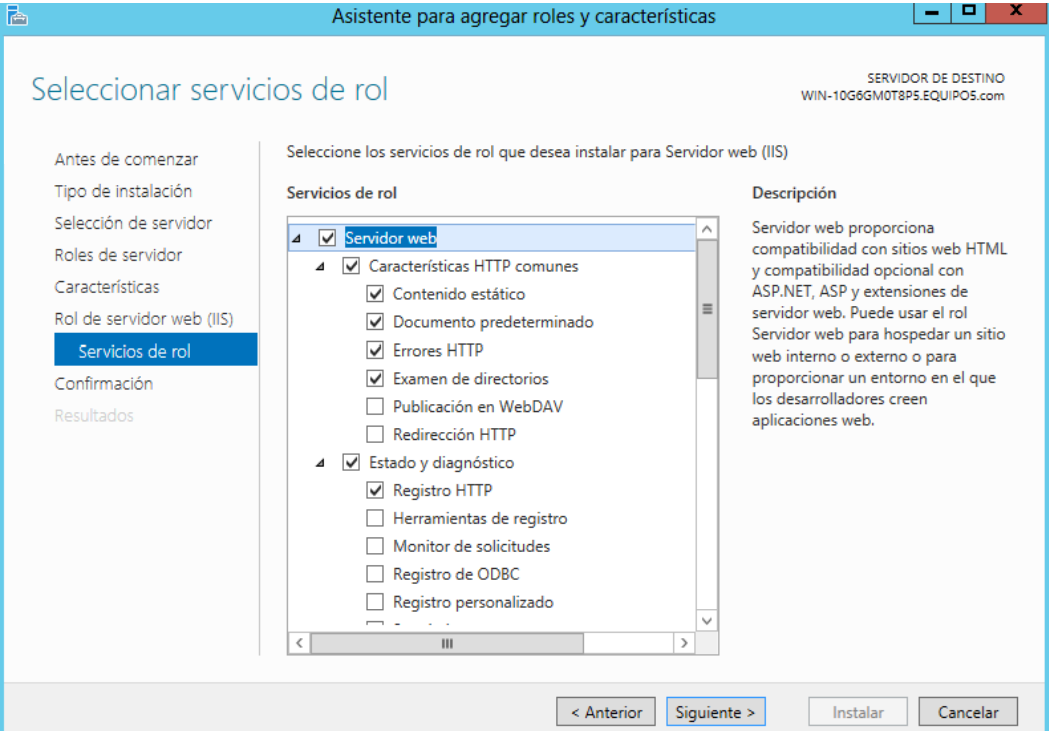 Asistente para agregar roles y características
Seleccionar servicios de rol
SERVIDOR DE DESTINO
WIN-10G6GM0T8P5.EQUIPO5.com
Antes de comenzar
Tipo de instalación
Selección de servidor
Roles de servidor
Características
Rol de servidor web (IIS)
Servicios de rol
Confirmación
Resultados
Seleccione los servicios de rol que desea instalar para Servidor web (IIS)
Servicios de rol
Servidor web
Características HTTP comunes
Contenido estático
Documento predeterminado
Errores HTTP
Examen de directorios
Publicación en WebDAV
Redirección HTTP
Estado y diagnóstico
Registro HTTP
Herramientas de registro
Monitor de solicitudes
Registro de ODBC
Registro personalizado
Descripción
Servidor web proporciona
compatibilidad con sitios web HTML
y compatibilidad opcional con
ASP.NET, ASP y extensiones de
servidor web. Puede usar el rol
Servidor web para hospedar un sitio
web interno o externo o para
proporcionar un entorno en el que
los desarrolladores creen
aplicaciones web.
< Anterior
Siguiente >
Instalar
Cancelar